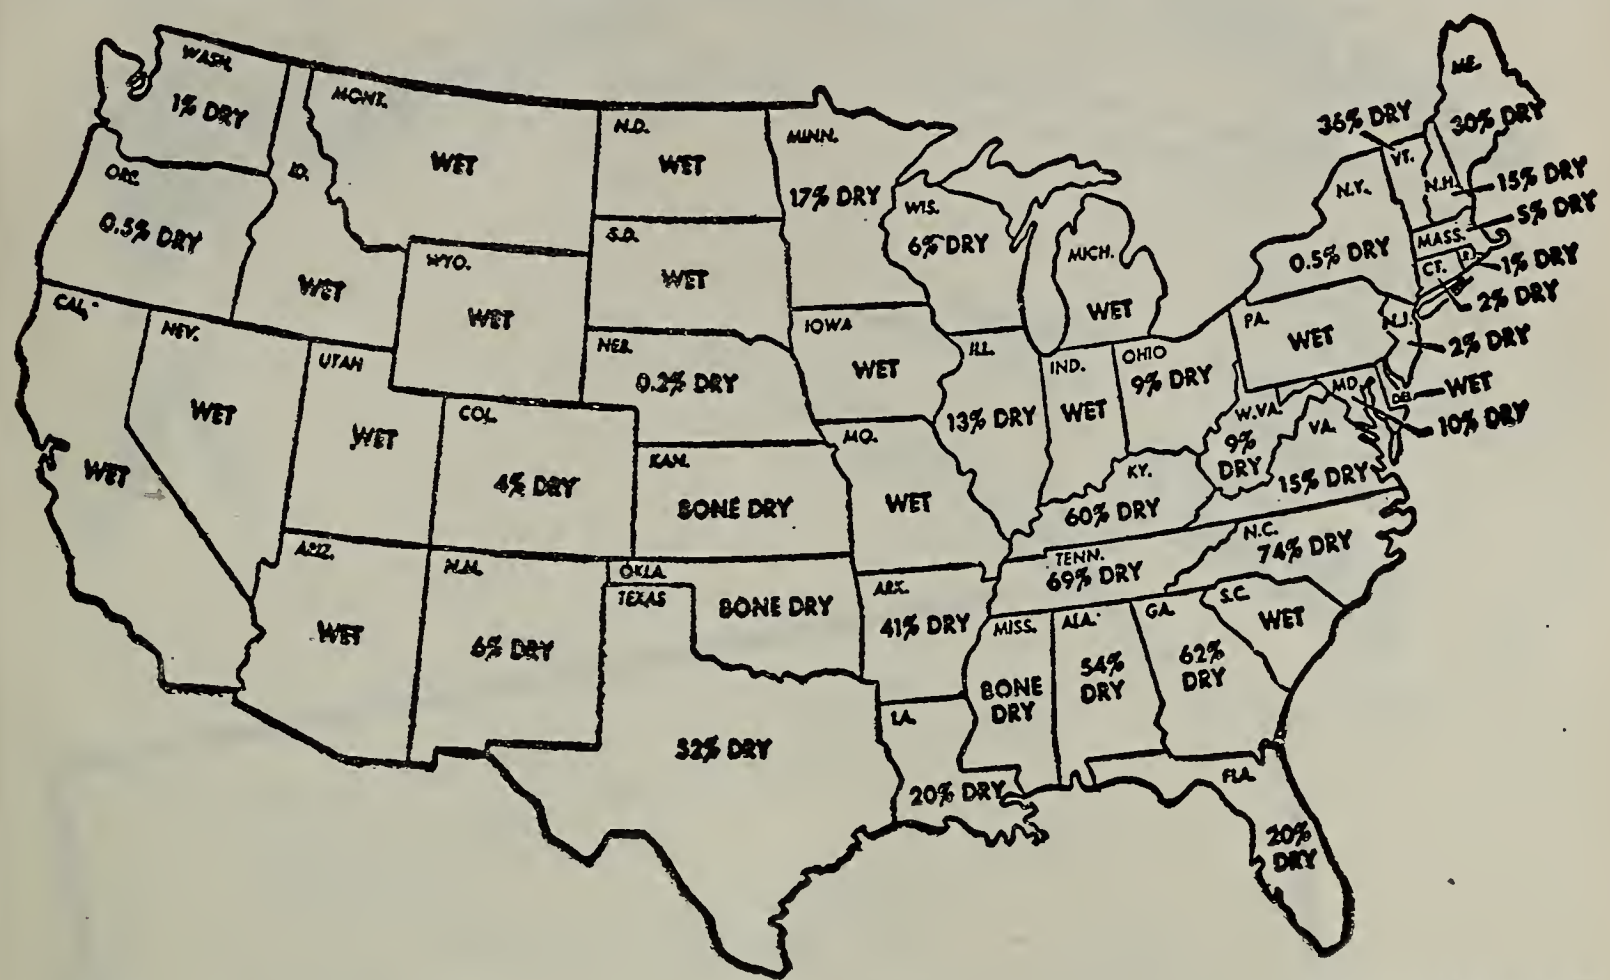 WASH.
1% DRY
ORE.
0.5% DRY
CAL.
WET
NEV.
WET
ID.
WET
MONT.
WET
WYO.
WET
UTAH
WET
COL.
4% DRY
ARIZ.
WET
N.M.
6% DRY
N.D.
WET
S.D.
WET
NEB.
0.2% DRY
KAN.
BONE DRY
OKLA.
BONE DRY
TEXAS
32% DRY
MINN.
17% DRY
IOWA
WET
MO.
WET
ARK.
41% DRY
LA.
20% DRY
WIS.
6% DRY
ILL.
13% DRY
MICH.
WET
IND.
WET
OHIO
9% DRY
KY.
60% DRY
TENN.
69% DRY
MISS.
BONE
DRY
ALA.
54%
DRY
GA.
62%
DRY
FLA.
20%
DRY
S.C.
WET
N.C.
74% DRY
VA.
15% DRY
W.VA.
9%
DRY
MD.
10% DRY
DEL.
WET
PA.
WET
N.J.
2% DRY
N.Y.
0.5% DRY
CT.
2% DRY
R.I.
1% DRY
MASS.
5% DRY
VT.
36% DRY
N.H.
15% DRY
ME.
30% DRY